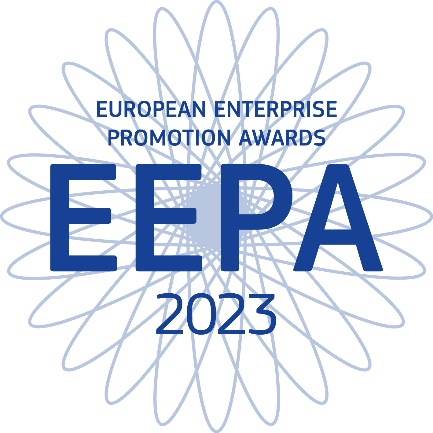 EUROPEAN ENTERPRISE
PROMOTION AWARDS
EEPA
2023